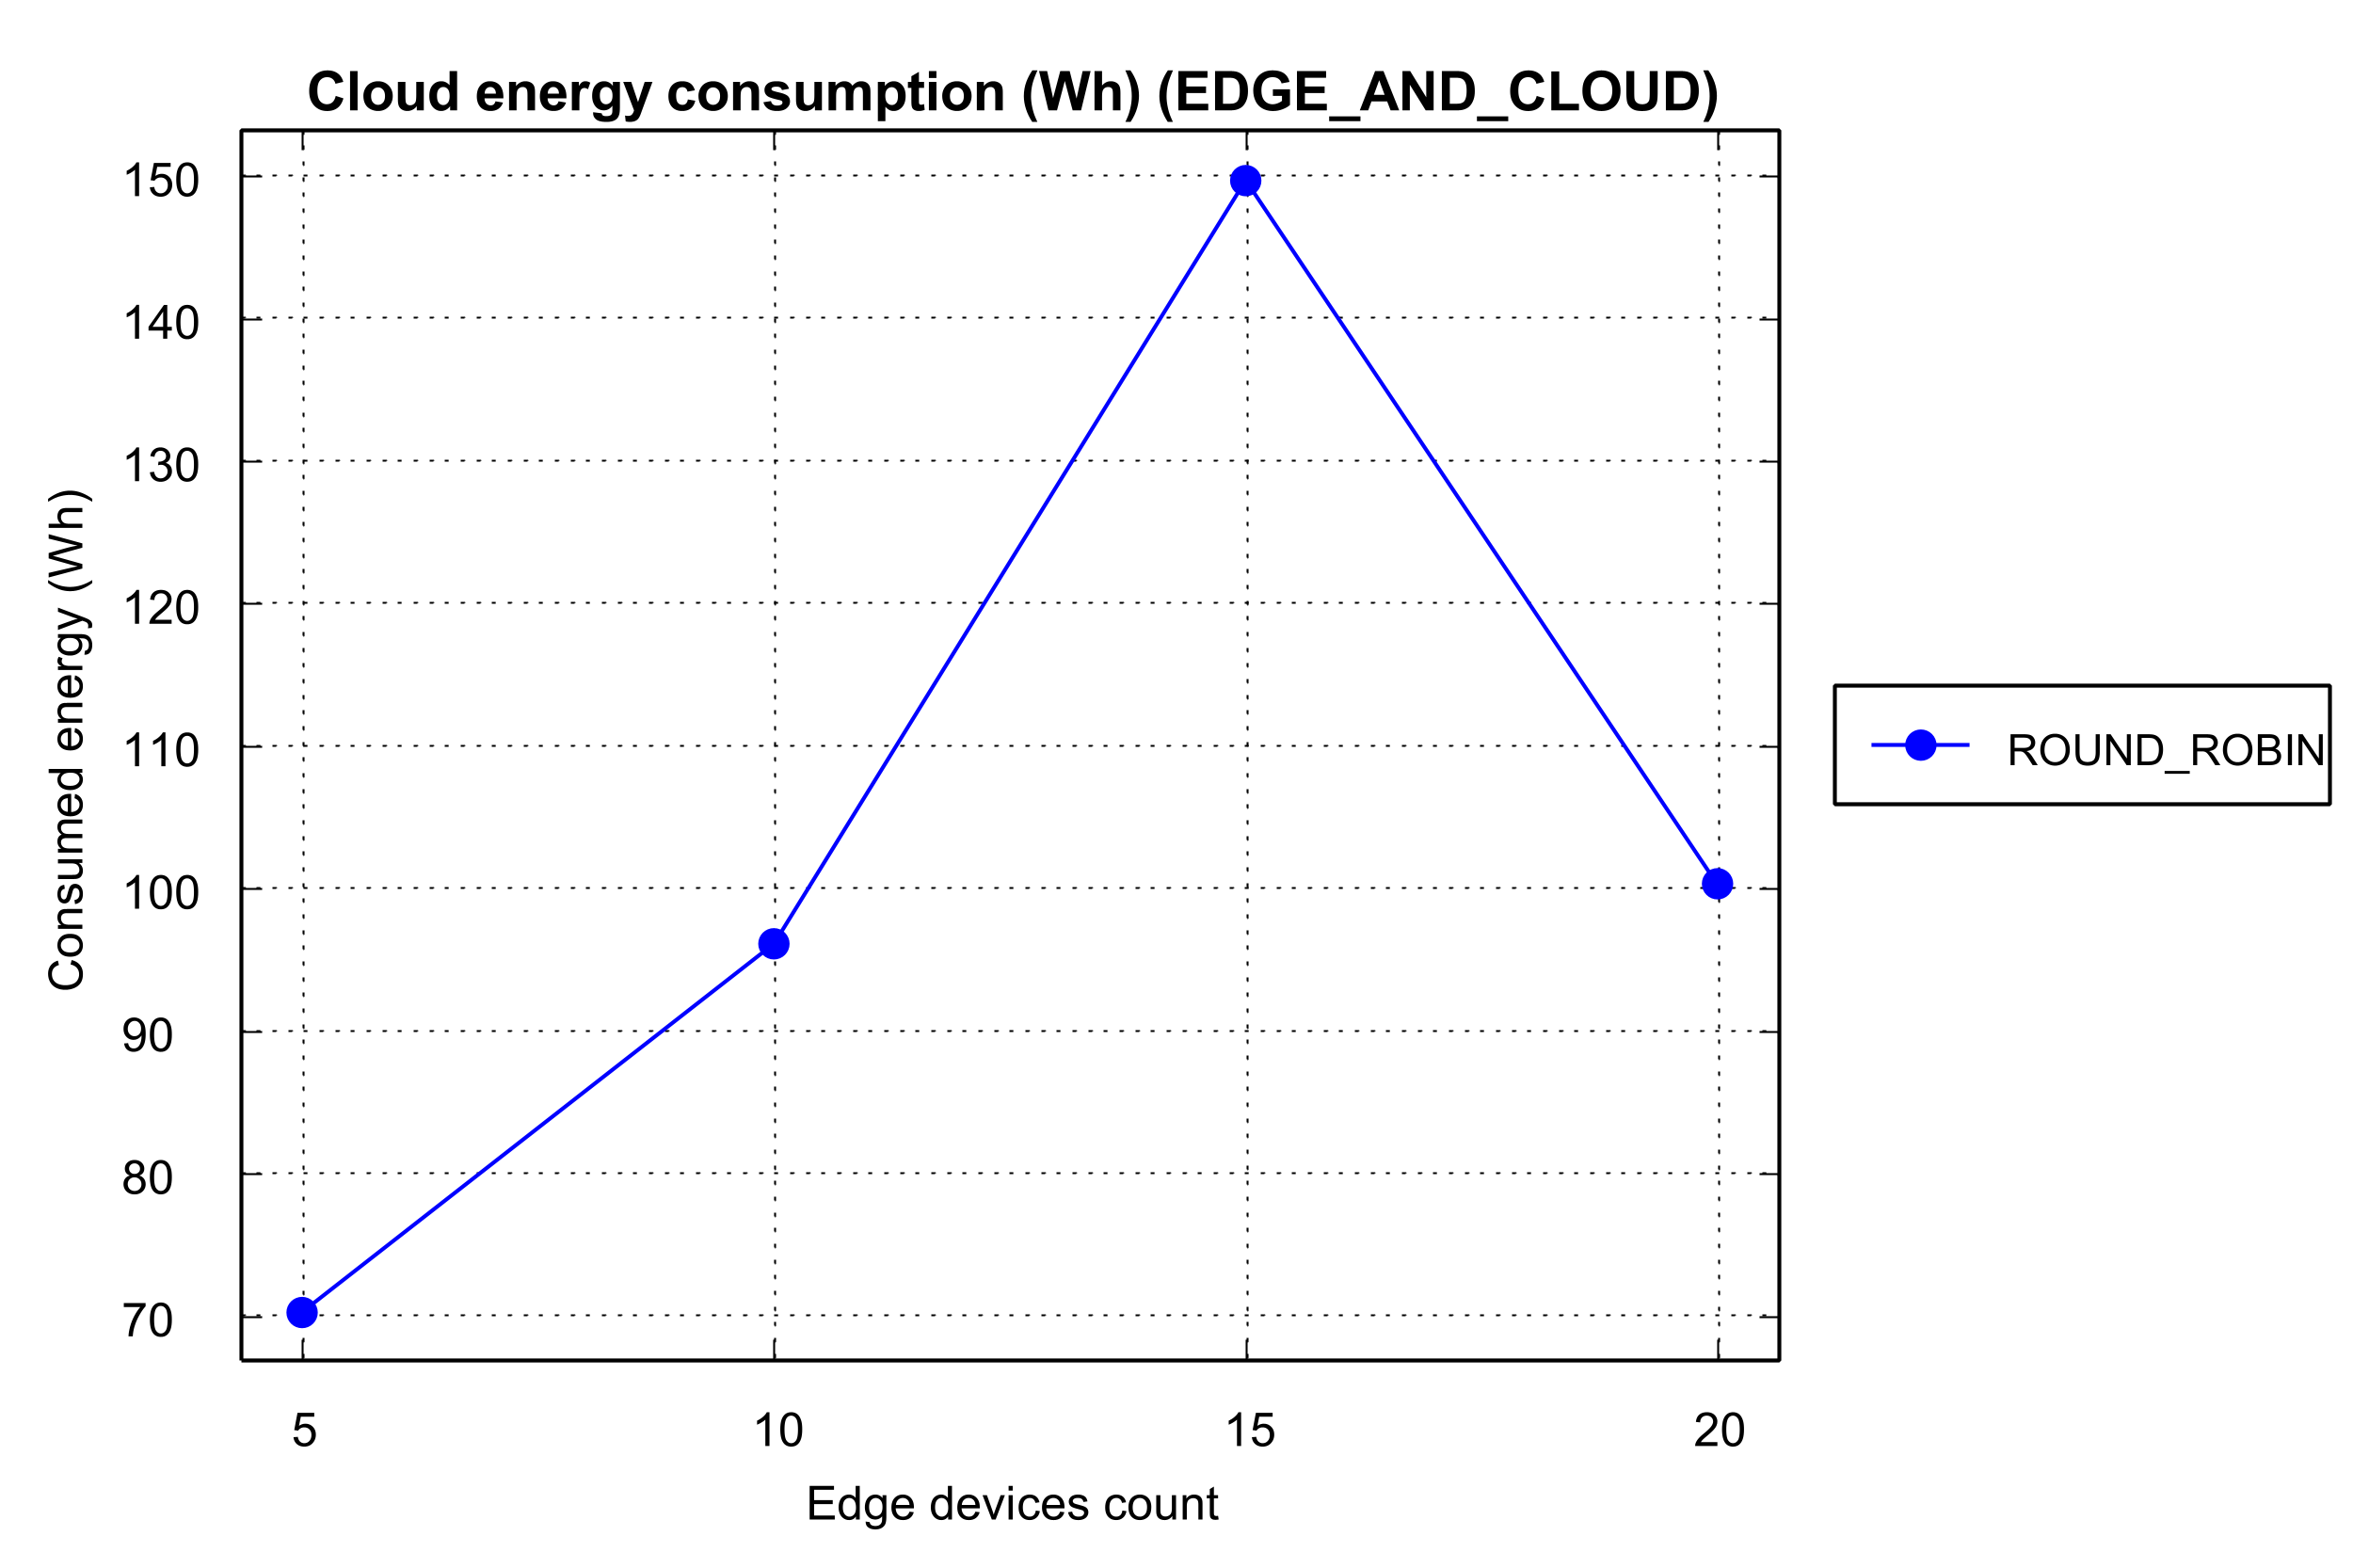 Cloud energy consumption (Wh) (EDGE_AND_CLOUD)
150
140
130
120
110
100
90
80
70
Consumed energy (Wh)
5 10 15 20
Edge devices count
ROUND_ROBIN